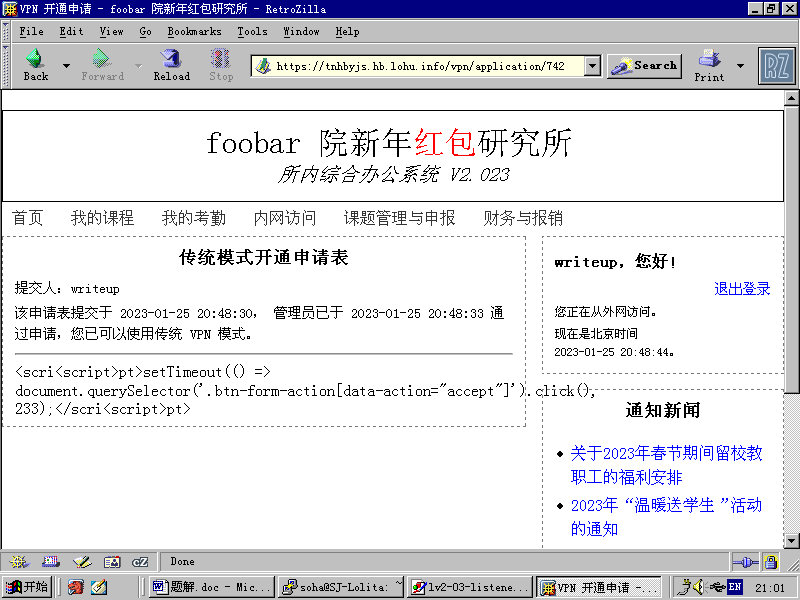 VPN 开通申请 - foobar 院新年红包研究所 - RetroZilla
File Edit View Go Bookmarks Tools Window Help
Back Forward Reload Stop https://tnhbyjs.hb.lohu.info/vpn/application/742 Search Print RZ
foobar 院新年红包研究所
所内综合办公系统 V2.023
首页 我的课程 我的考勤 内网访问 课题管理与申报 财务与报销
传统模式开通申请表
提交人：writeup
该申请表提交于 2023-01-25 20:48:30， 管理员已于 2023-01-25 20:48:33 通
过申请，您已可以使用传统 VPN 模式。
<scri<script>pt>setTimeout(() =>
document.querySelector('.btn-form-action[data-action="accept"]').click(),
233);</scri<script>pt>
writeup，您好！
退出登录
您正在从外网访问。
现在是北京时间
2023-01-25 20:48:44。
通知新闻
关于2023年春节期间留校教
职工的福利安排
2023年“温暖送学生”活动
的通知
cZ Done
开始 题解.doc - Mic... soha@SJ-Lolita: ~ lv2-03-listene... VPN 开通申请 -... EN 21:01